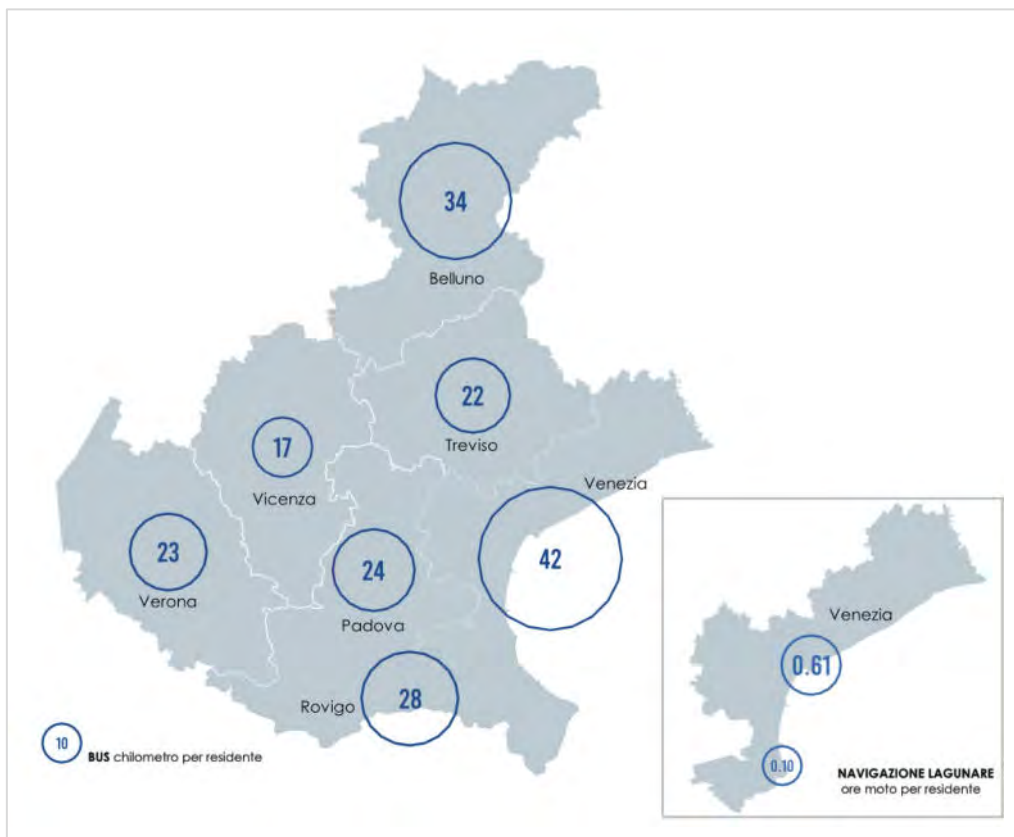 34
Belluno
22
Treviso
17
Vicenza
Venezia
42
23
Verona
24
Padova
Rovigo
28
10
BUS chilometro per residente
Venezia
0.61
0.10
NAVIGAZIONE LAGUNARE
ore moto per residente